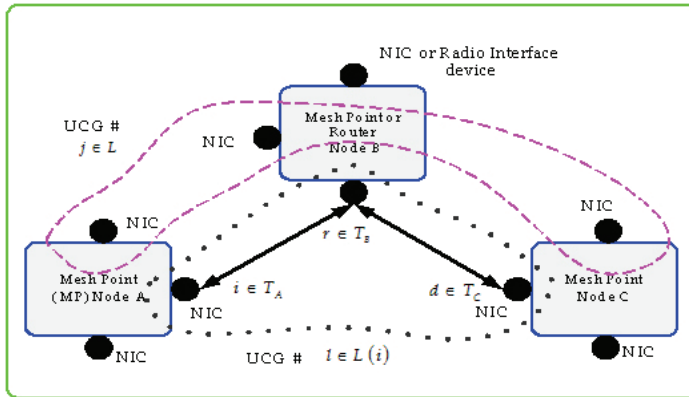 NIC or Radio Interface
device
UCG #
j ∈ L
NIC
Mesh Point or
Router
Node B
NIC
NIC
r ∈ T_B
Mesh Point
(MP) Node A
i ∈ T_A
d ∈ T_C
Mesh Point
Node C
NIC
NIC
NIC
UCG # l ∈ L (i)
NIC